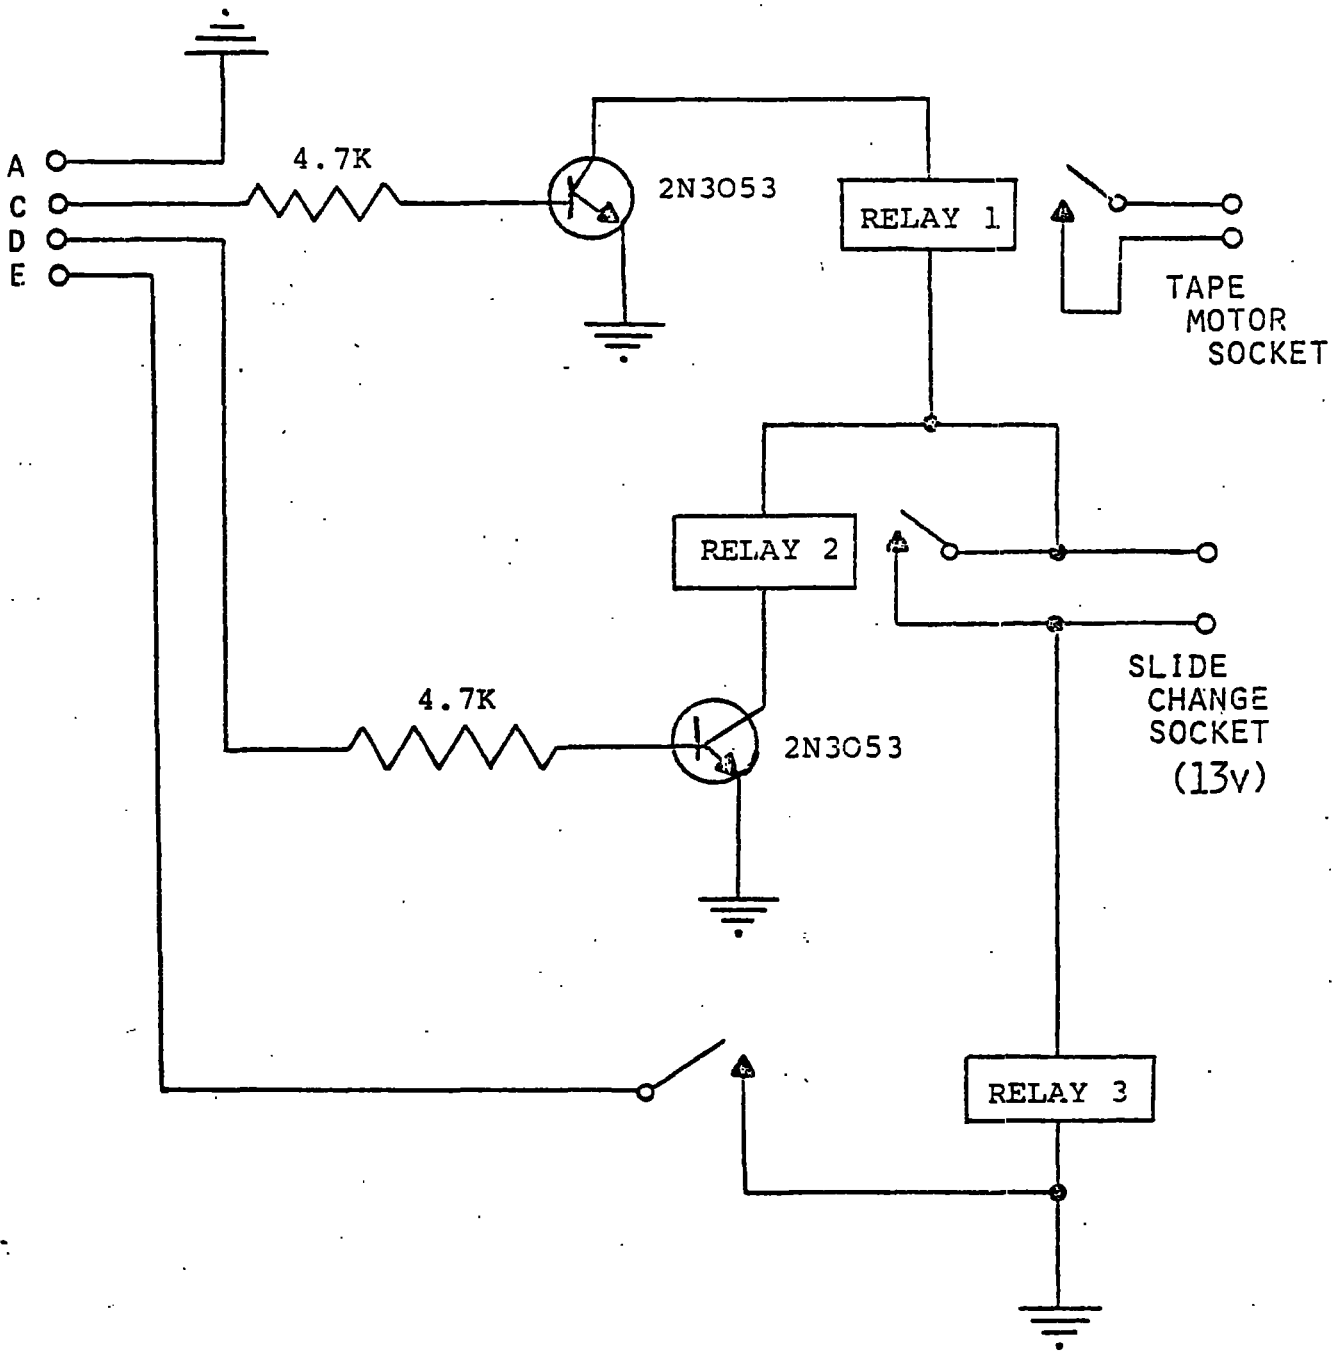 A
C
D
E
4.7K
2N3053
RELAY 1
TAPE
MOTOR
SOCKET
RELAY 2
SLIDE
CHANGE
SOCKET
(13v)
4.7K
2N3053
RELAY 3